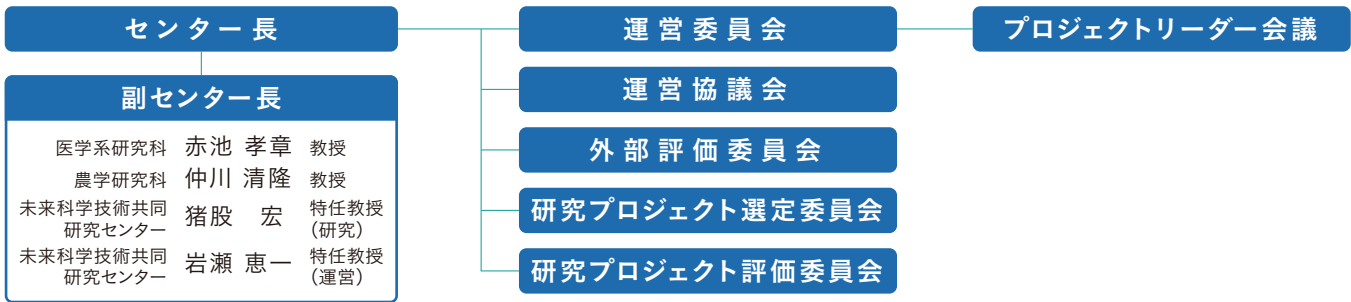 センター長
副センター長
医学系研究科 赤池 孝章 教授
農学研究科 仲川 清隆 教授
未来科学技術共同
研究センター
猪股 宏
特任教授
(研究)
未来科学技術共同
研究センター
岩瀬 恵一
特任教授
(運営)
運営委員会
プロジェクトリーダー会議
運営協議会
外部評価委員会
研究プロジェクト選定委員会
研究プロジェクト評価委員会